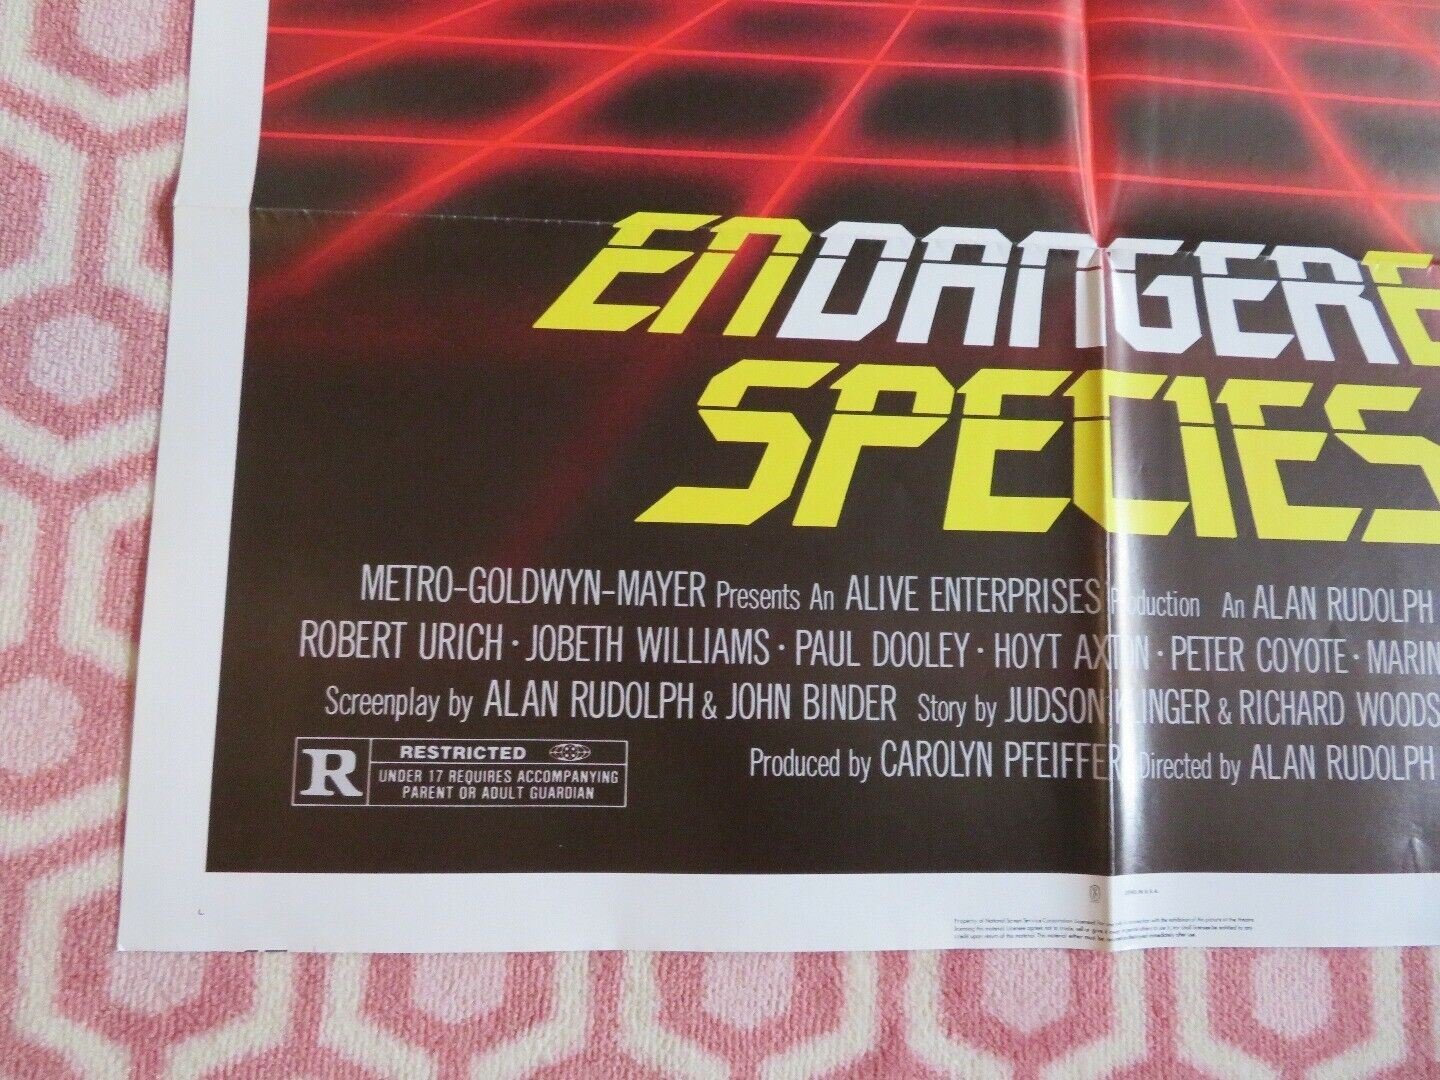 ENDANGERE
SPECIES
METRO-GOLDWYN-MAYER Presents An ALIVE ENTERPRISES Production An ALAN RUDOLPH
ROBERT URICH · JOBETH WILLIAMS · PAUL DOOLEY · HOYT AXTON · PETER COYOTE · MARIN
Screenplay by ALAN RUDOLPH & JOHN BINDER Story by JUDSON KLINGER & RICHARD WOODS
Produced by CAROLYN PFEIFFER Directed by ALAN RUDOLPH
R RESTRICTED
UNDER 17 REQUIRES ACCOMPANYING
PARENT OR ADULT GUARDIAN